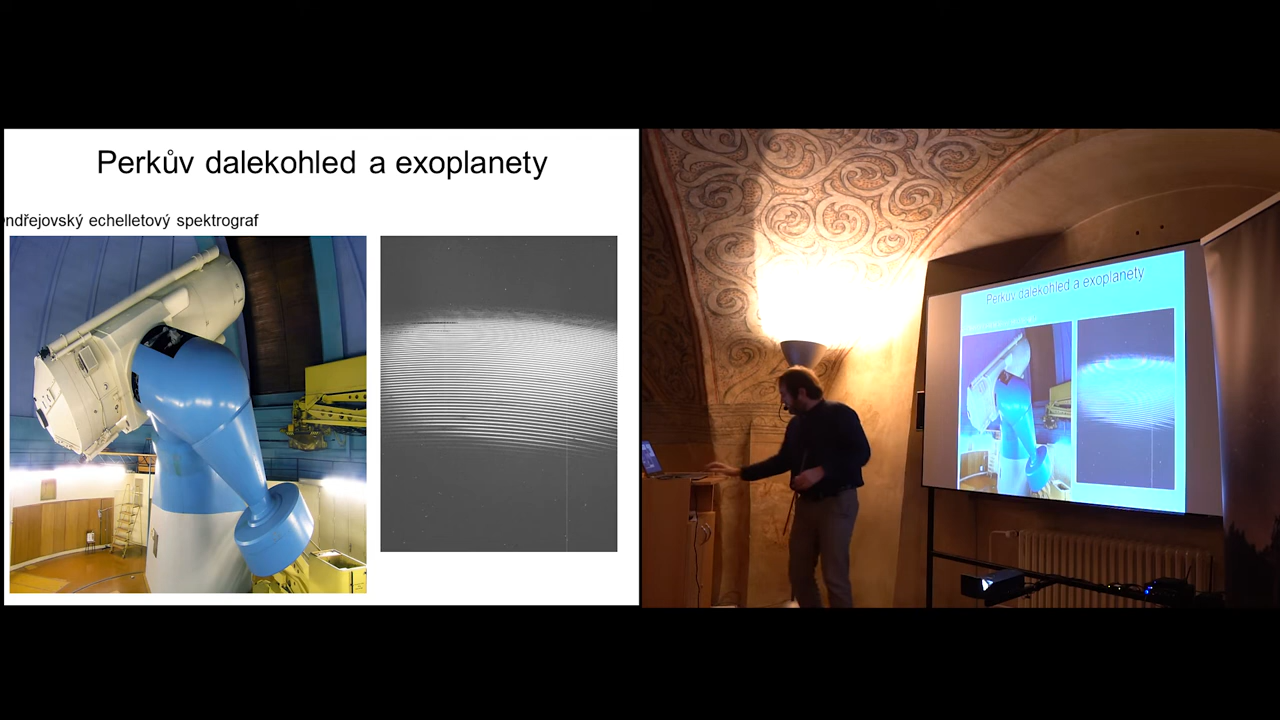 Perkův dalekohled a exoplanety
ndřejovský echelletový spektrograf
Perkův dalekohled a exoplanety